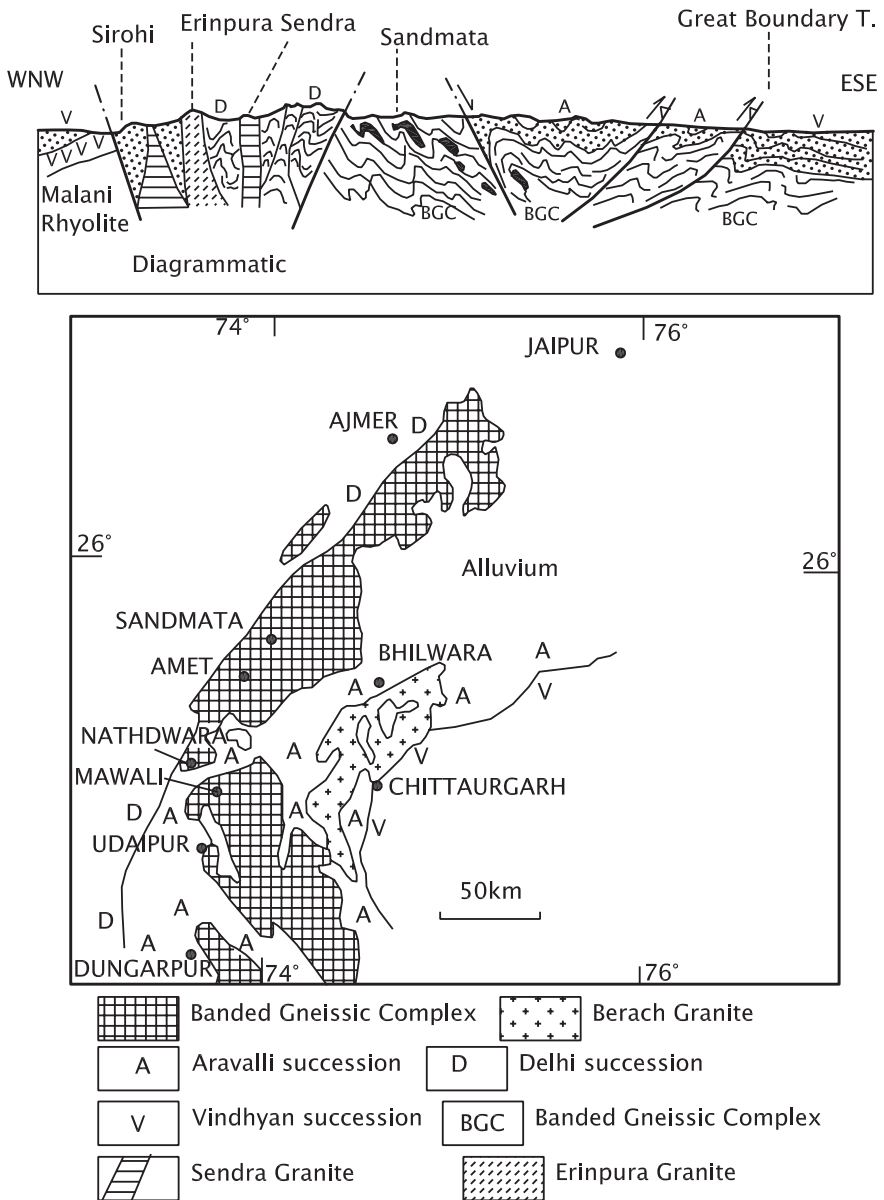 Great Boundary T.
Erinpura Sendra
Sirohi
Sandmata
WNW
ESE
V
D
D
A
A
V
Malani
Rhyolite
BGC
BGC
BGC
Diagrammatic
74°
76°
JAIPUR
AJMER
D
D
26°
26°
Alluvium
SANDMATA
BHILWARA
A
AMET
A
A
V
NATHDWARA
A
A
V
MAWALI
CHITTAURGARH
D
A
A
A
V
UDAIPUR
50km
A
A
D
A
A
DUNGARPUR
74°
76°
Banded Gneissic Complex
Berach Granite
A
Aravalli succession
D
Delhi succession
V
Vindhyan succession
BGC
Banded Gneissic Complex
Sendra Granite
Erinpura Granite